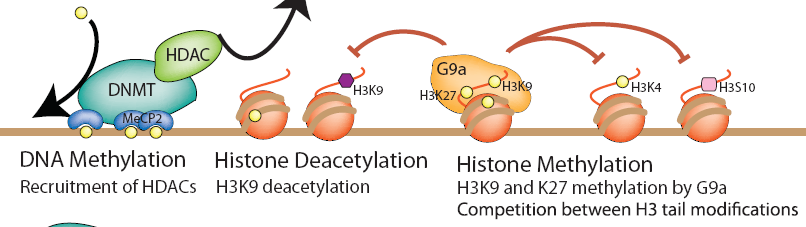 HDAC
DNMT
MeCP2
H3K9
G9a
H3K27
H3K9
H3K4
H3S10
DNA Methylation
Recruitment of HDACs
Histone Deacetylation
H3K9 deacetylation
Histone Methylation
H3K9 and K27 methylation by G9a
Competition between H3 tail modifications